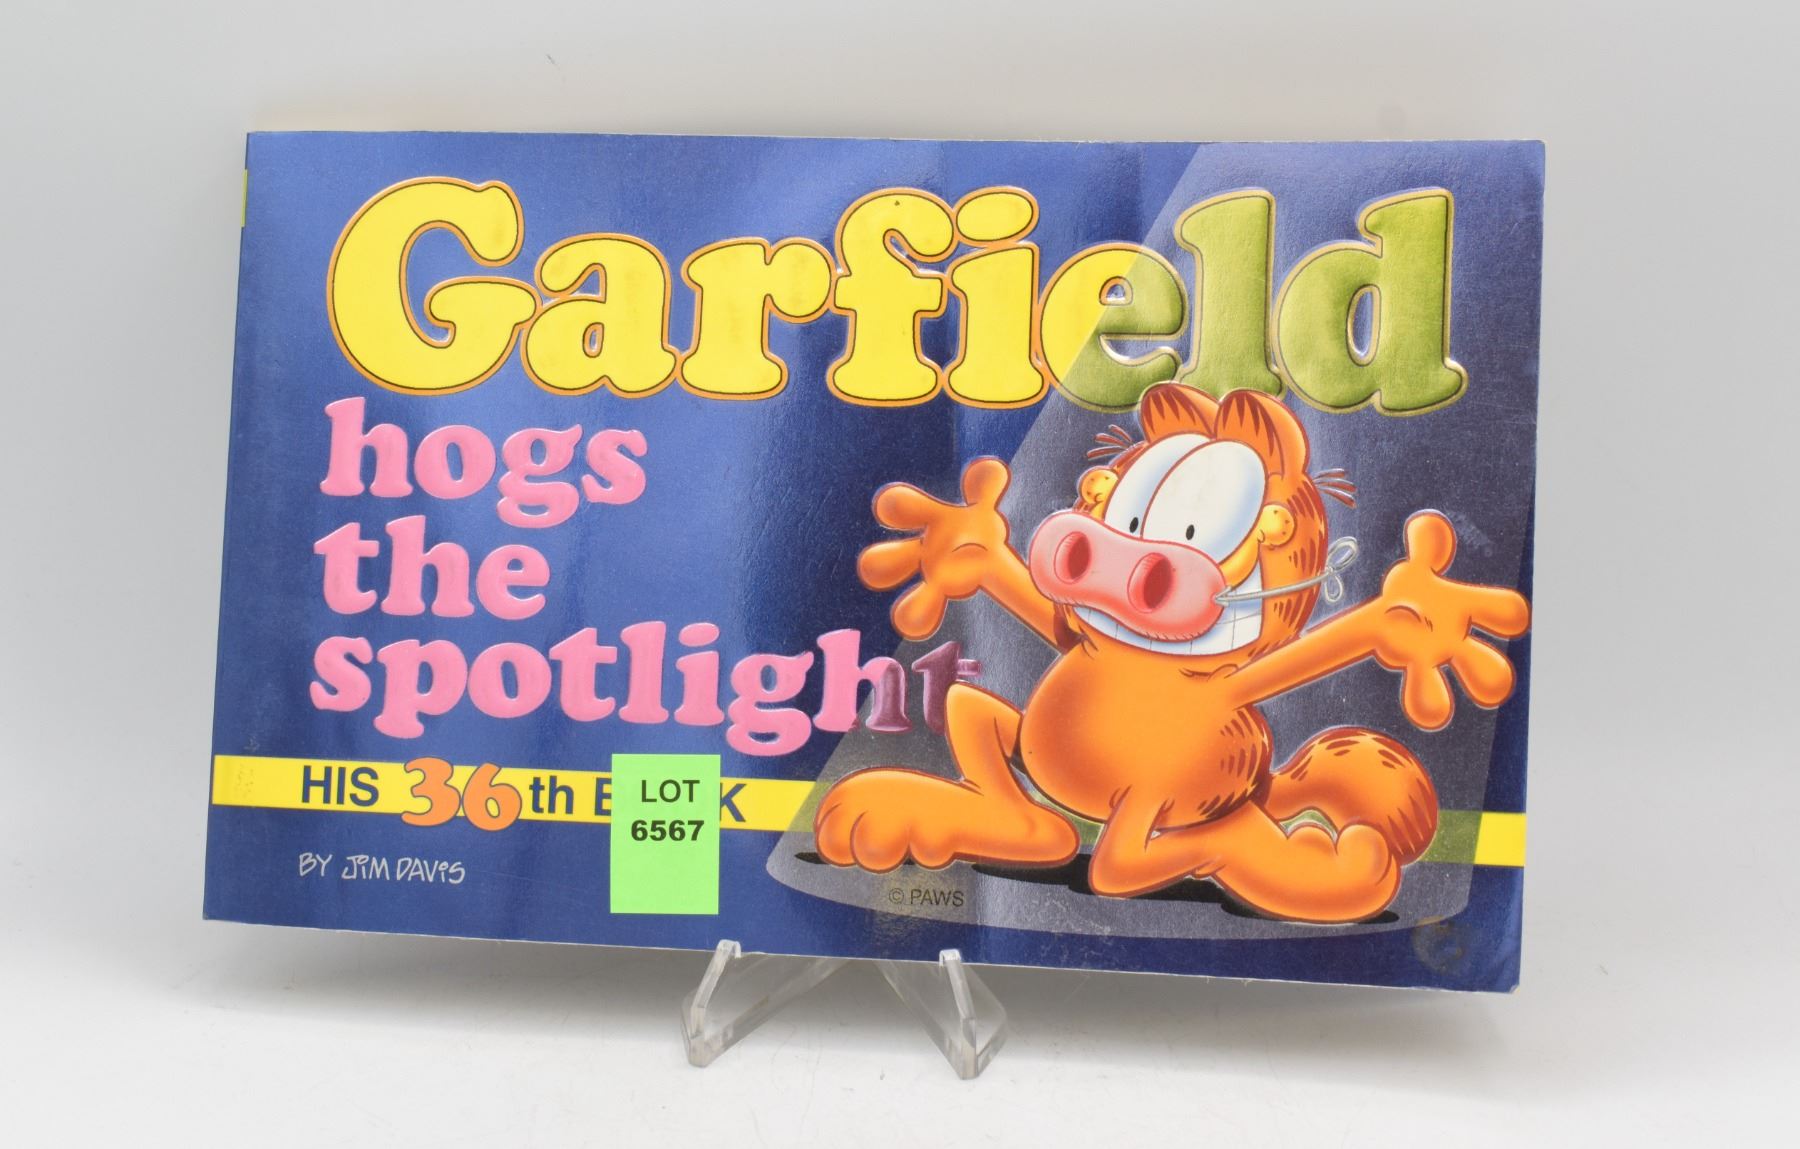 Garfield
hogs
the
spotlight
HIS 36th B K
LOT
6567
BY JIM DAVIS
© PAWS